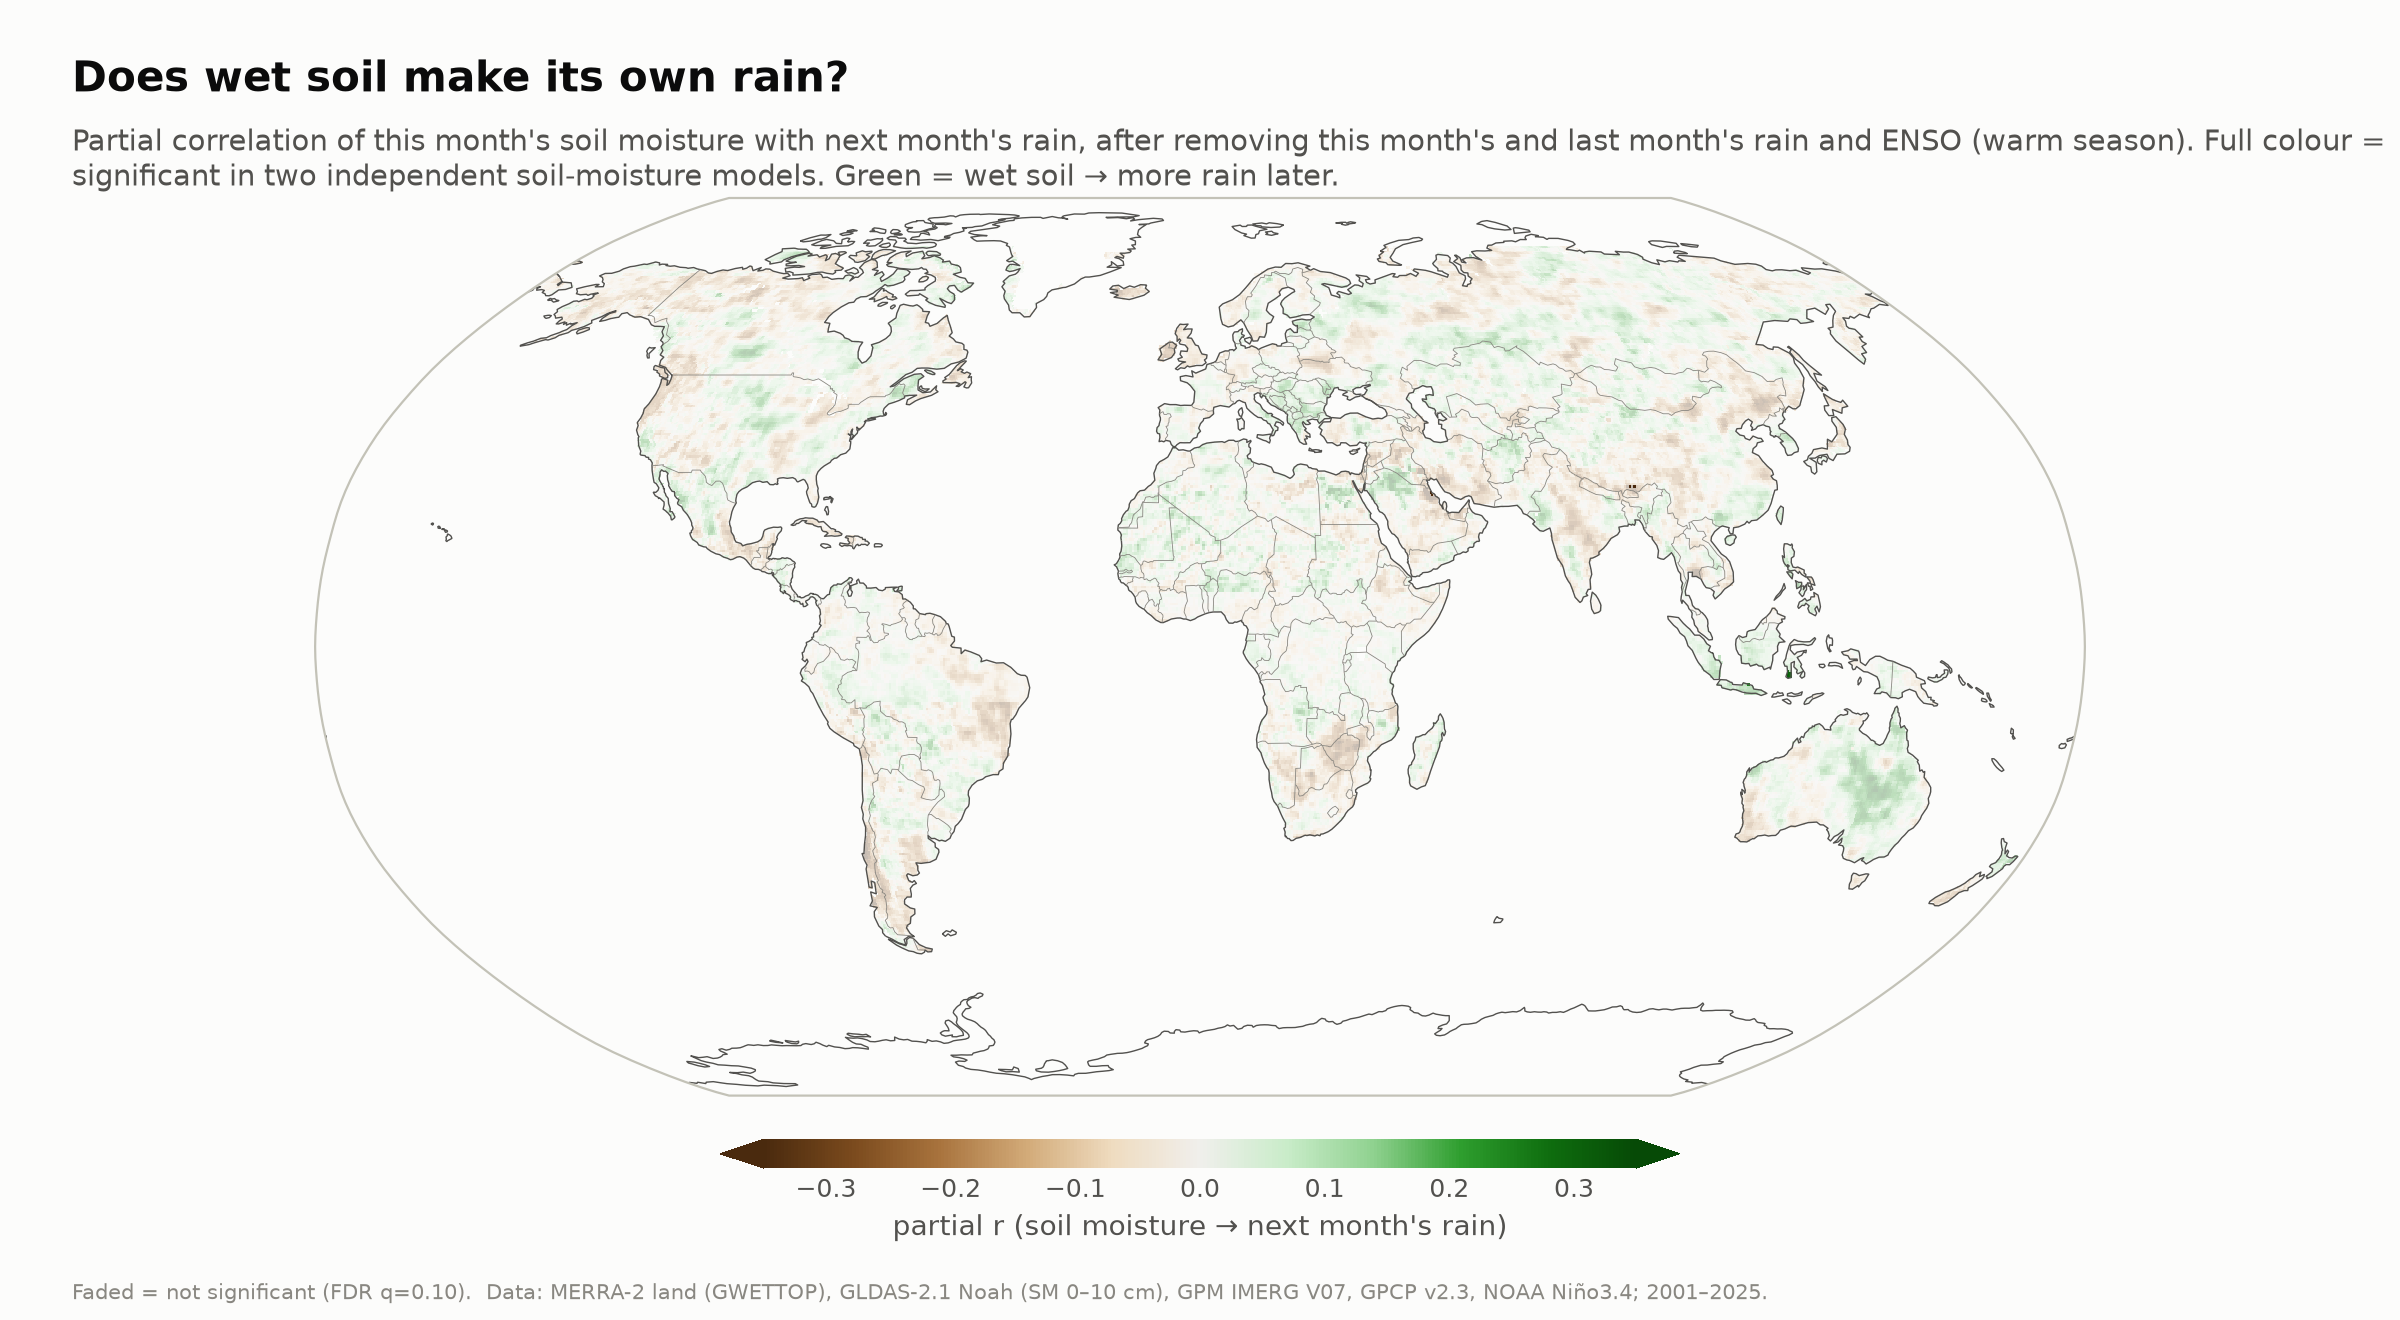 Does wet soil make its own rain?
Partial correlation of this month's soil moisture with next month's rain, after removing this month's and last month's rain and ENSO (warm season). Full colour =
significant in two independent soil-moisture models. Green = wet soil → more rain later.
−0.3 −0.2 −0.1 0.0 0.1 0.2 0.3
partial r (soil moisture → next month's rain)
Faded = not significant (FDR q=0.10).  Data: MERRA-2 land (GWETTOP), GLDAS-2.1 Noah (SM 0–10 cm), GPM IMERG V07, GPCP v2.3, NOAA Niño3.4; 2001–2025.